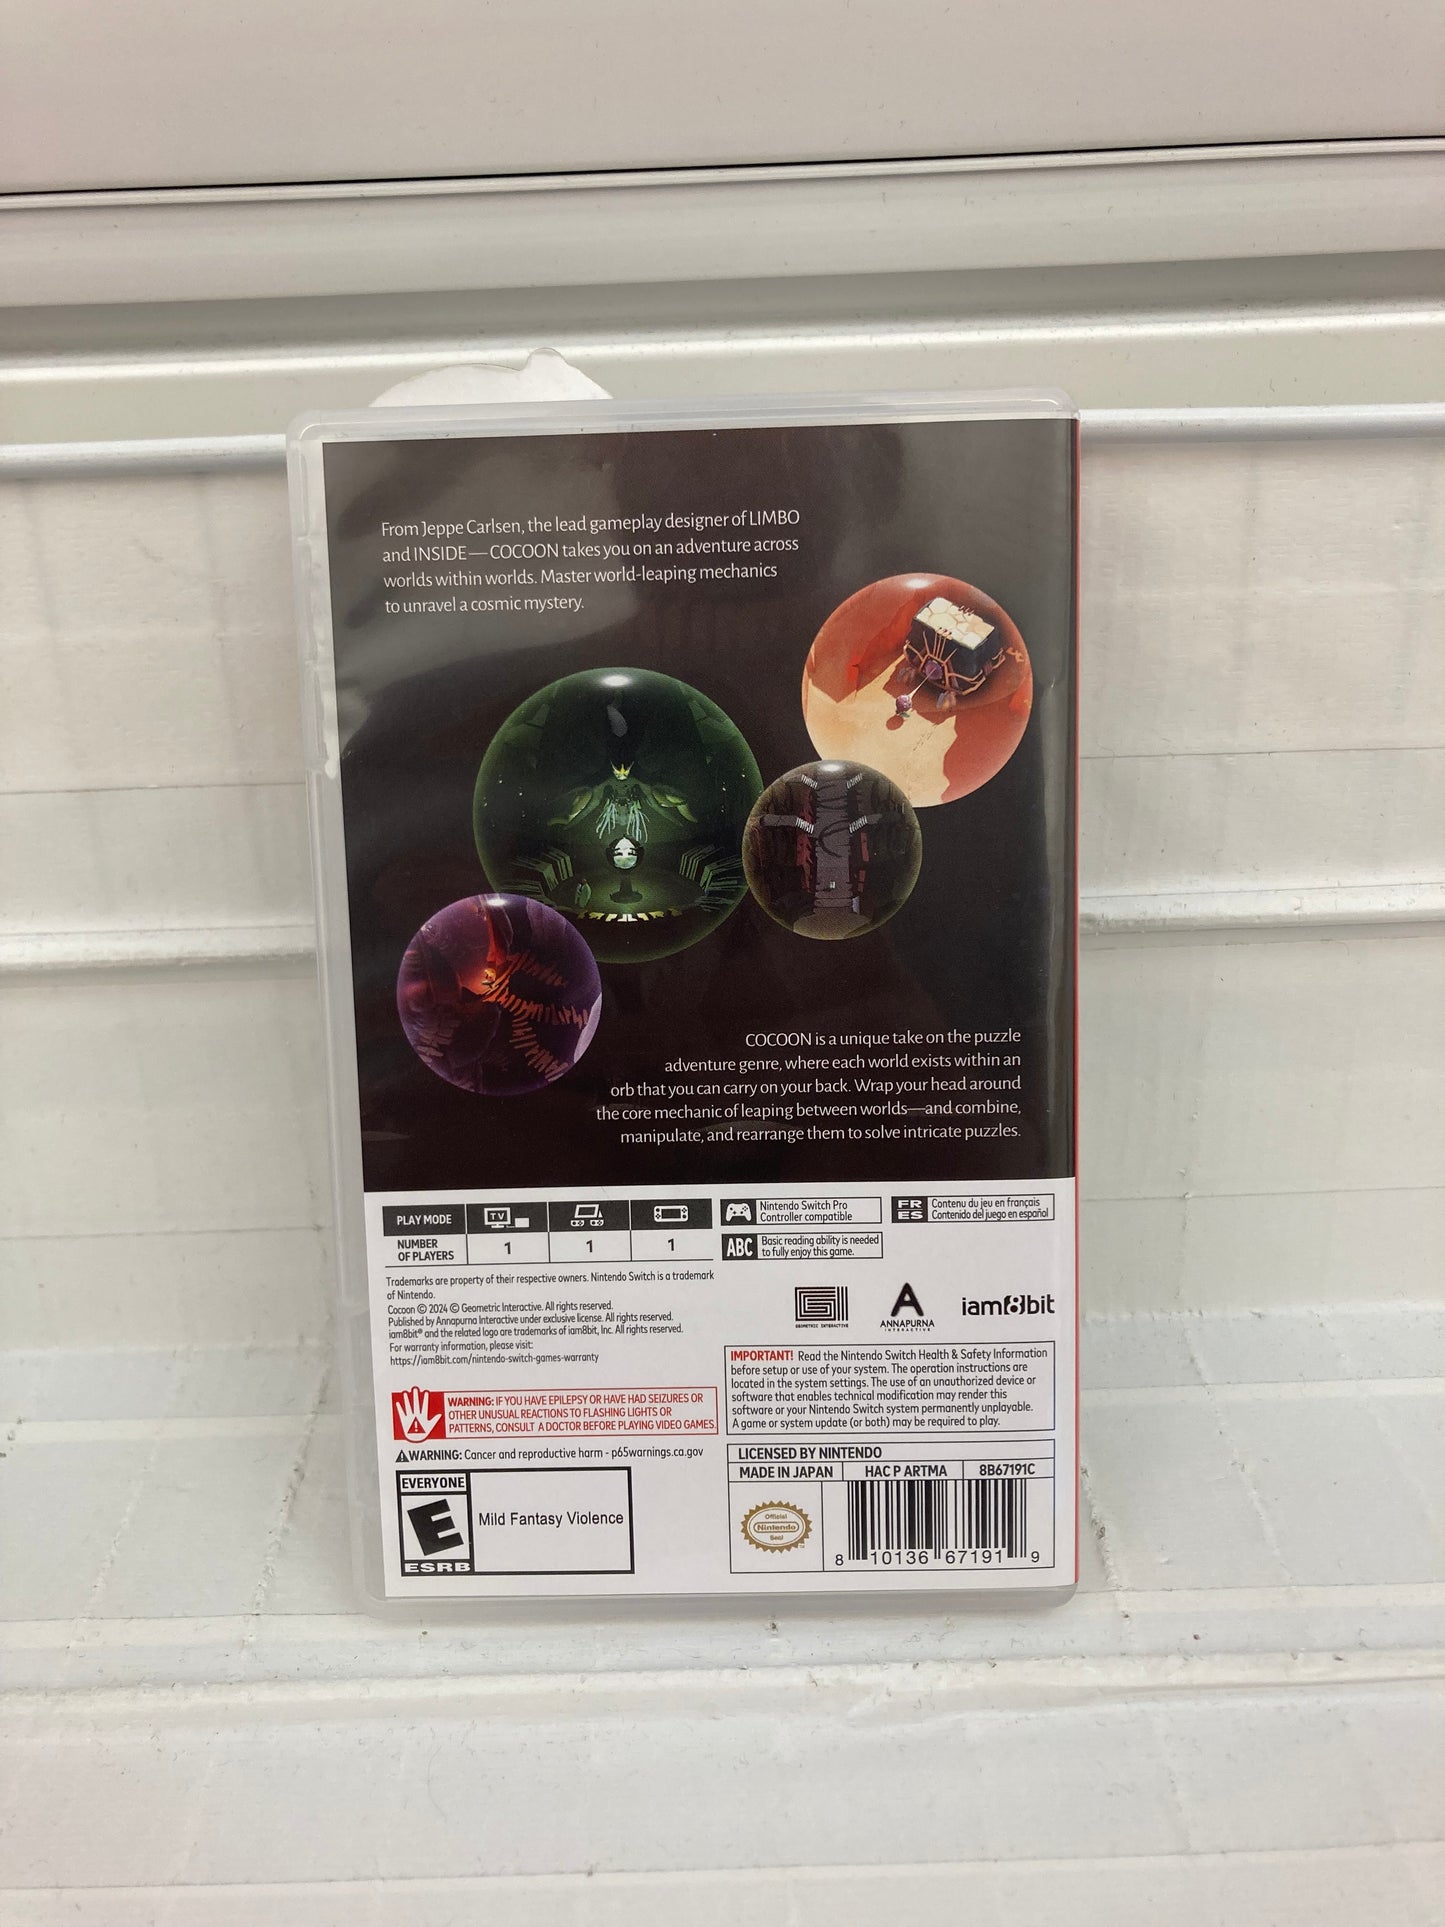 From Jeppe Carlsen, the lead gameplay designer of LIMBO
and INSIDE—COCOON takes you on an adventure across
worlds within worlds. Master world-leaping mechanics
to unravel a cosmic mystery.
COCOON is a unique take on the puzzle
adventure genre, where each world exists within an
orb that you can carry on your back. Wrap your head around
the core mechanic of leaping between worlds—and combine,
manipulate, and rearrange them to solve intricate puzzles.
PLAY MODE
TV
NUMBER
OF PLAYERS
1 1 1
Nintendo Switch Pro
Controller compatible
FR
ES
Contenu du jeu en français
Contenido del juego en español
ABC
Basic reading ability is needed
to fully enjoy this game.
Trademarks are property of their respective owners. Nintendo Switch is a trademark
of Nintendo.
Cocoon © 2024 © Geometric Interactive. All rights reserved.
Published by Annapurna Interactive under exclusive license. All rights reserved.
iam8bit® and the related logo are trademarks of iam8bit, Inc. All rights reserved.
For warranty information, please visit:
https://iam8bit.com/nintendo-switch-games-warranty
GEOMETRIC INTERACTIVE
ANNAPURNA
INTERACTIVE
iam8bit
WARNING: IF YOU HAVE EPILEPSY OR HAVE HAD SEIZURES OR
OTHER UNUSUAL REACTIONS TO FLASHING LIGHTS OR
PATTERNS, CONSULT A DOCTOR BEFORE PLAYING VIDEO GAMES.
WARNING: Cancer and reproductive harm - p65warnings.ca.gov
IMPORTANT! Read the Nintendo Switch Health & Safety Information
before setup or use of your system. The operation instructions are
located in the system settings. The use of an unauthorized device or
software that enables technical modification may render this
software or your Nintendo Switch system permanently unplayable.
A game or system update (or both) may be required to play.
EVERYONE
E
ESRB
Mild Fantasy Violence
LICENSED BY NINTENDO
MADE IN JAPAN HAC P ARTMA 8B67191C
Official
Nintendo
Seal
8 10136 67191 9